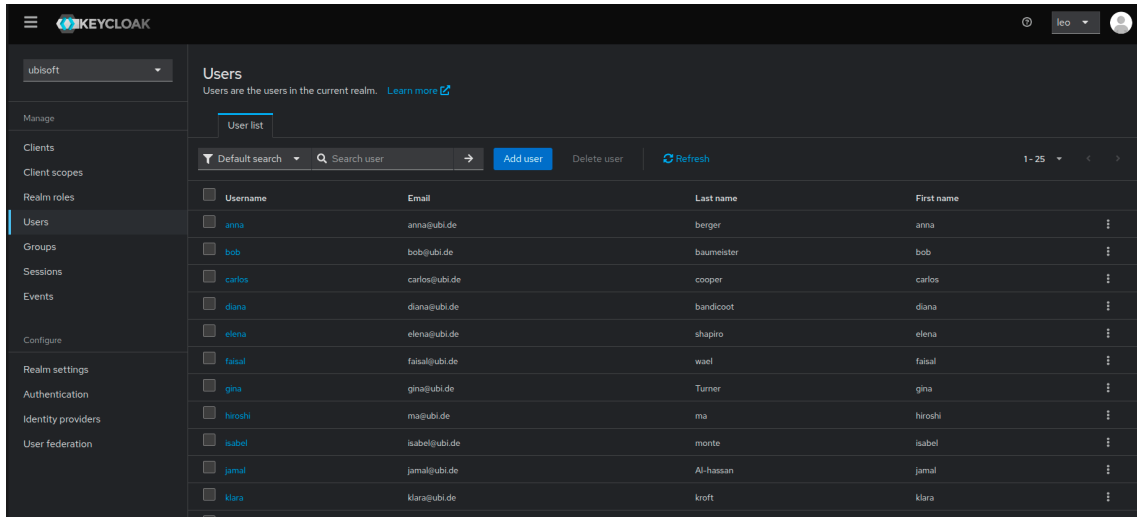 KEYCLOAK
leo
ubisoft
Manage
Clients
Client scopes
Realm roles
Users
Groups
Sessions
Events
Configure
Realm settings
Authentication
Identity providers
User federation
Users
Users are the users in the current realm. Learn more
User list
Default search Search user Add user Delete user Refresh 1 - 25
Username Email Last name First name
anna anna@ubi.de berger anna
bob bob@ubi.de baumeister bob
carlos carlos@ubi.de cooper carlos
diana diana@ubi.de bandicoot diana
elena elena@ubi.de shapiro elena
faisal faisal@ubi.de wael faisal
gina gina@ubi.de Turner gina
hiroshi ma@ubi.de ma hiroshi
isabel isabel@ubi.de monte isabel
jamal jamal@ubi.de Al-hassan jamal
klara klara@ubi.de kroft klara